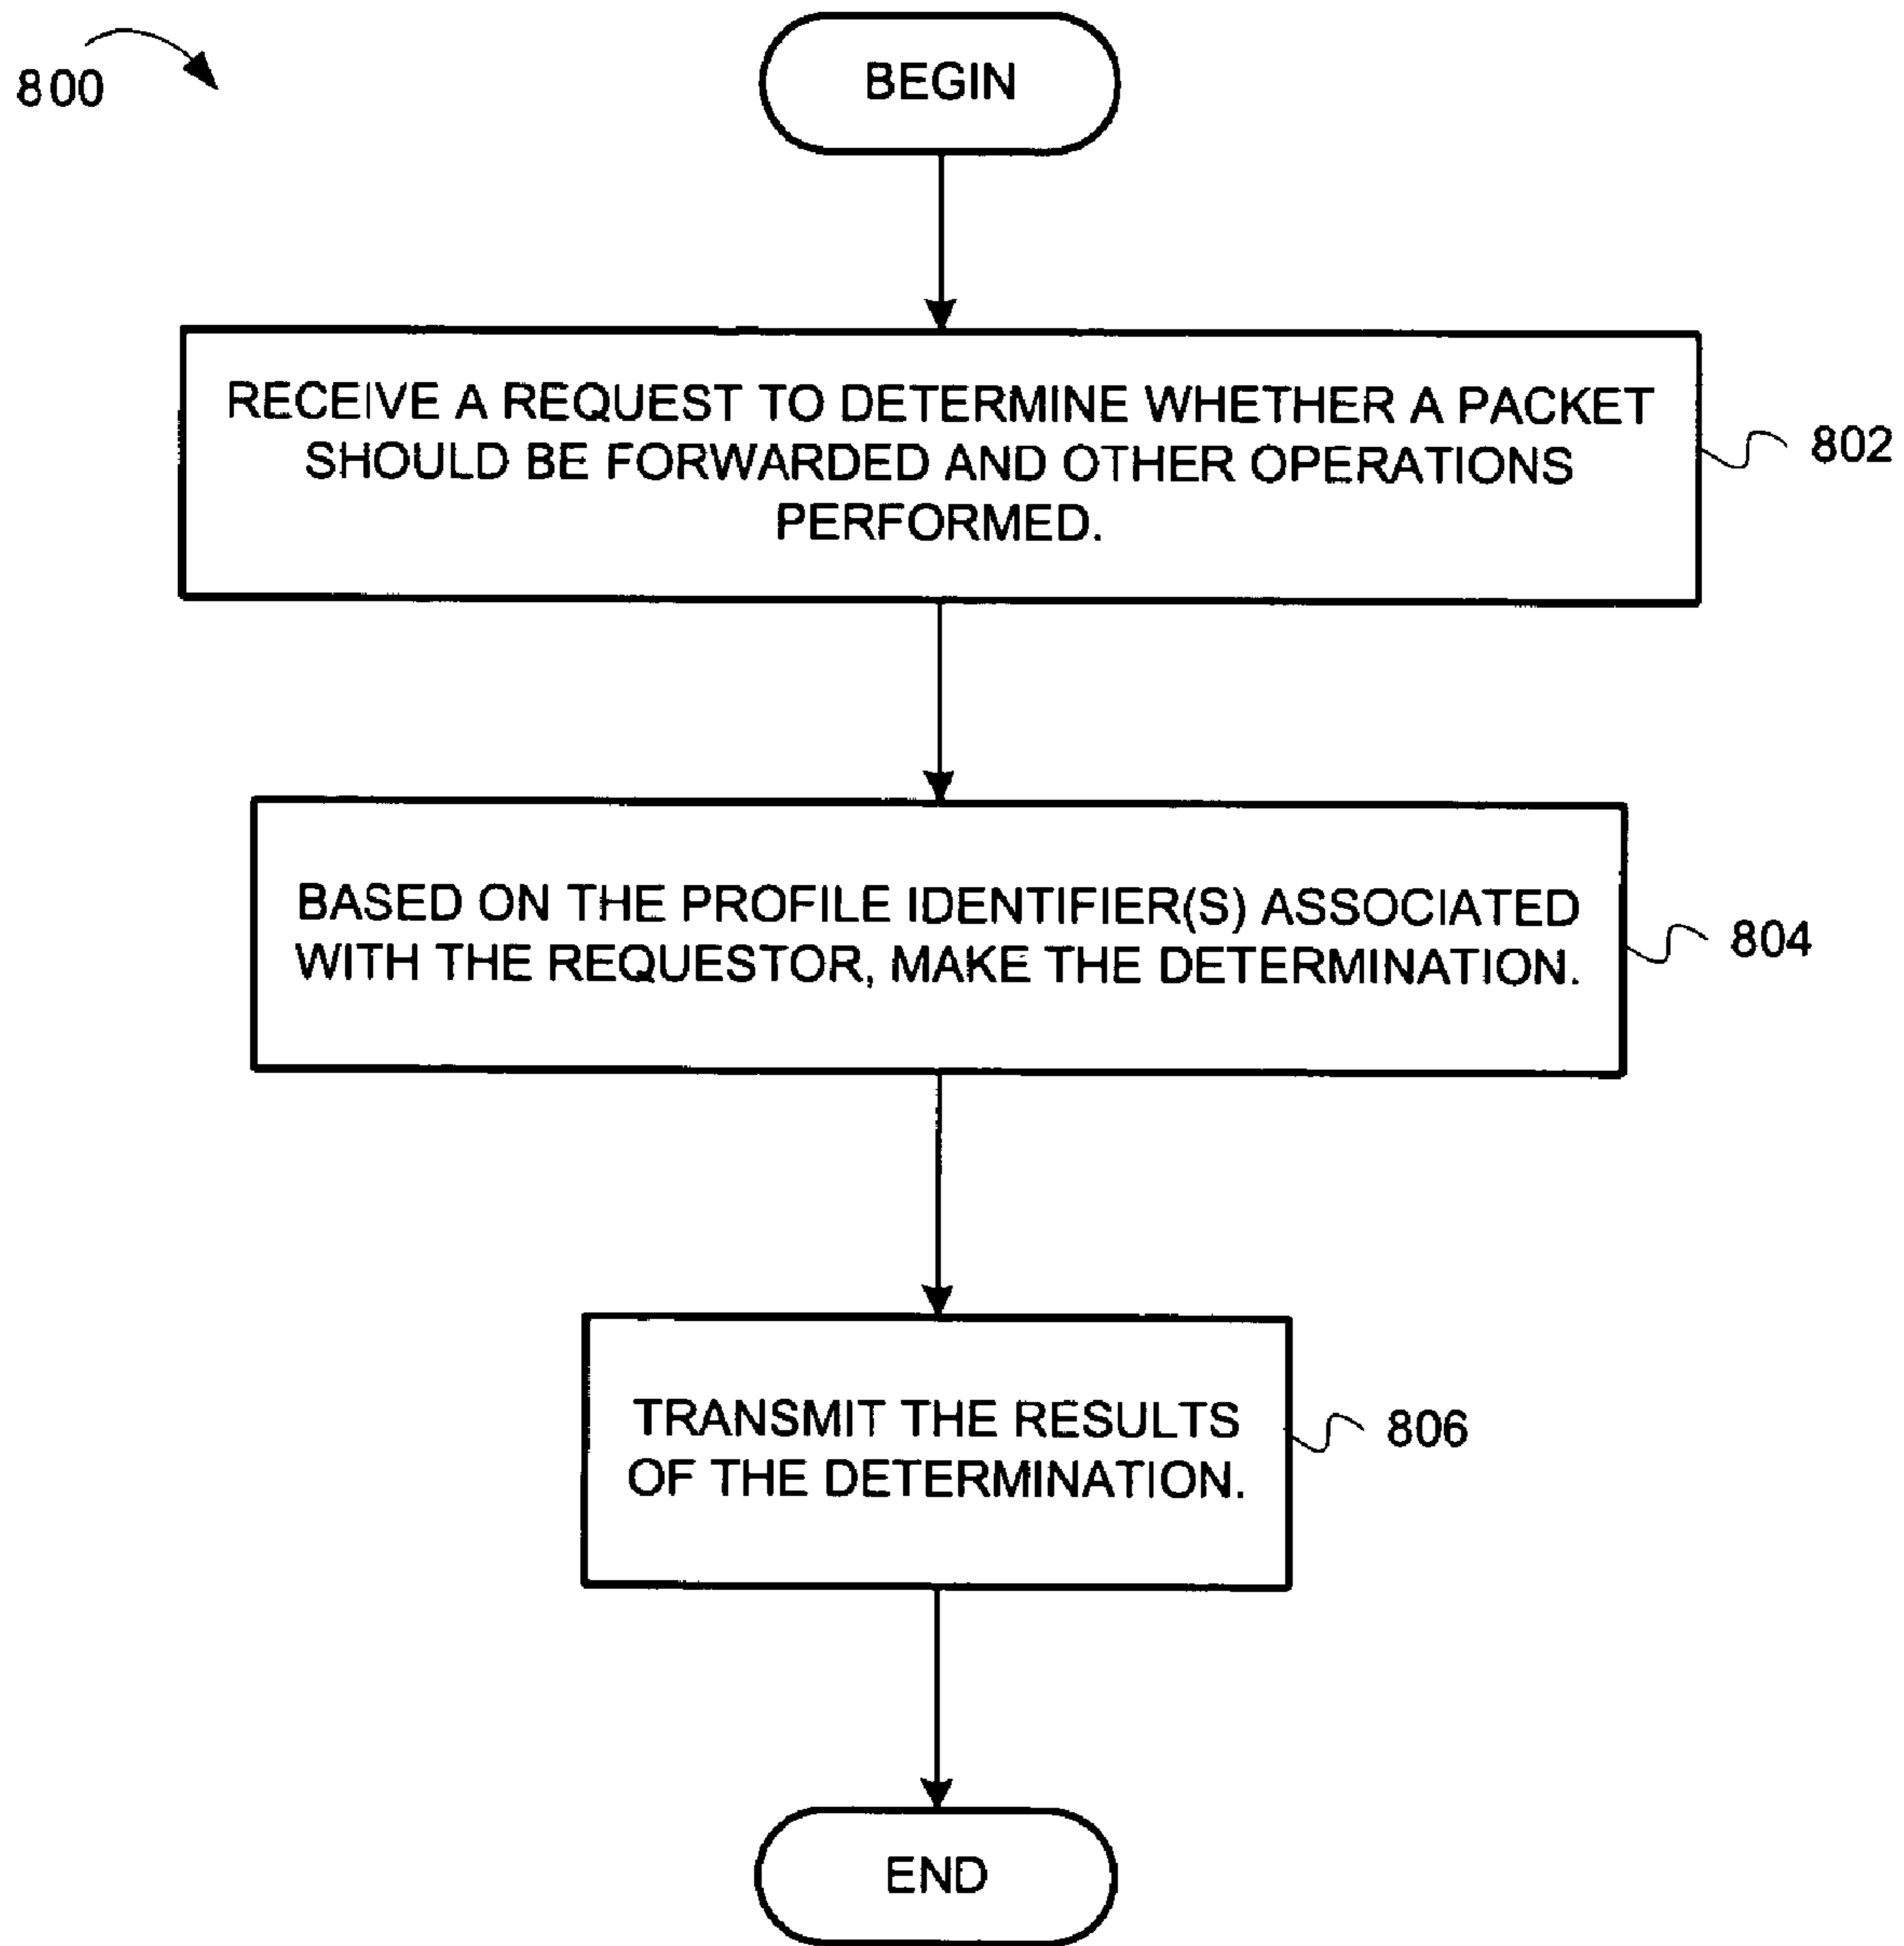 800
BEGIN
RECEIVE A REQUEST TO DETERMINE WHETHER A PACKET
SHOULD BE FORWARDED AND OTHER OPERATIONS
PERFORMED.
802
BASED ON THE PROFILE IDENTIFIER(S) ASSOCIATED
WITH THE REQUESTOR, MAKE THE DETERMINATION.
804
TRANSMIT THE RESULTS
OF THE DETERMINATION.
806
END